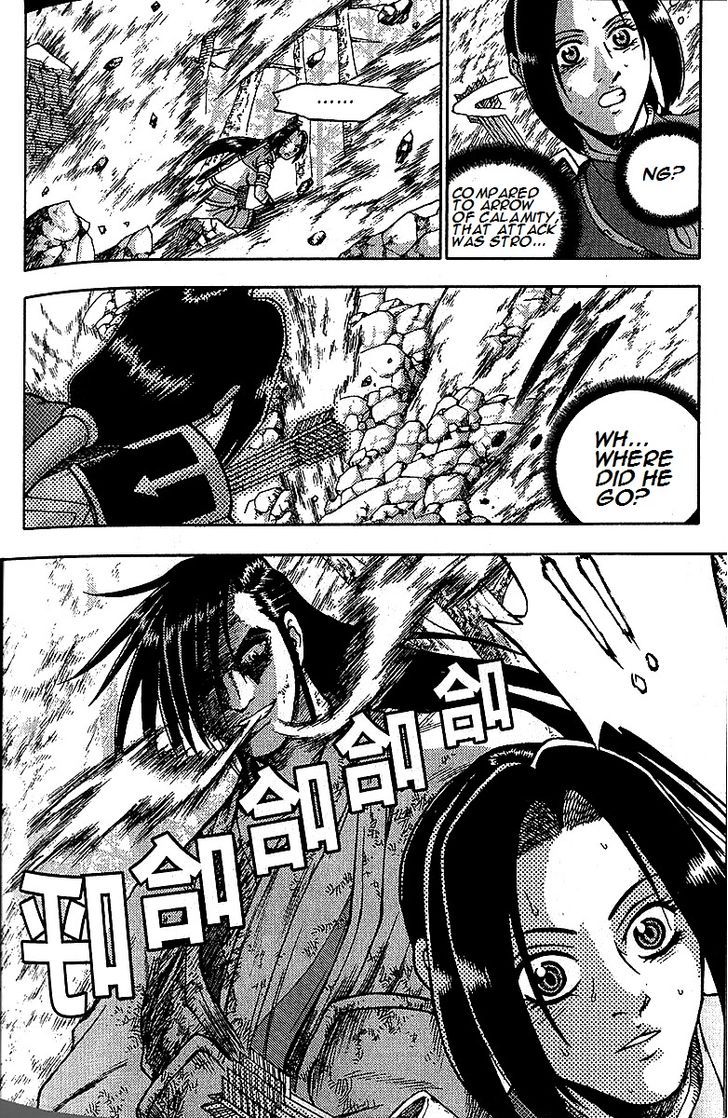 ......
NG?
COMPARED
TO ARROW
OF CALAMITY,
THAT ATTACK
WAS STRO...
WH...
WHERE
DID HE
GO?
!!